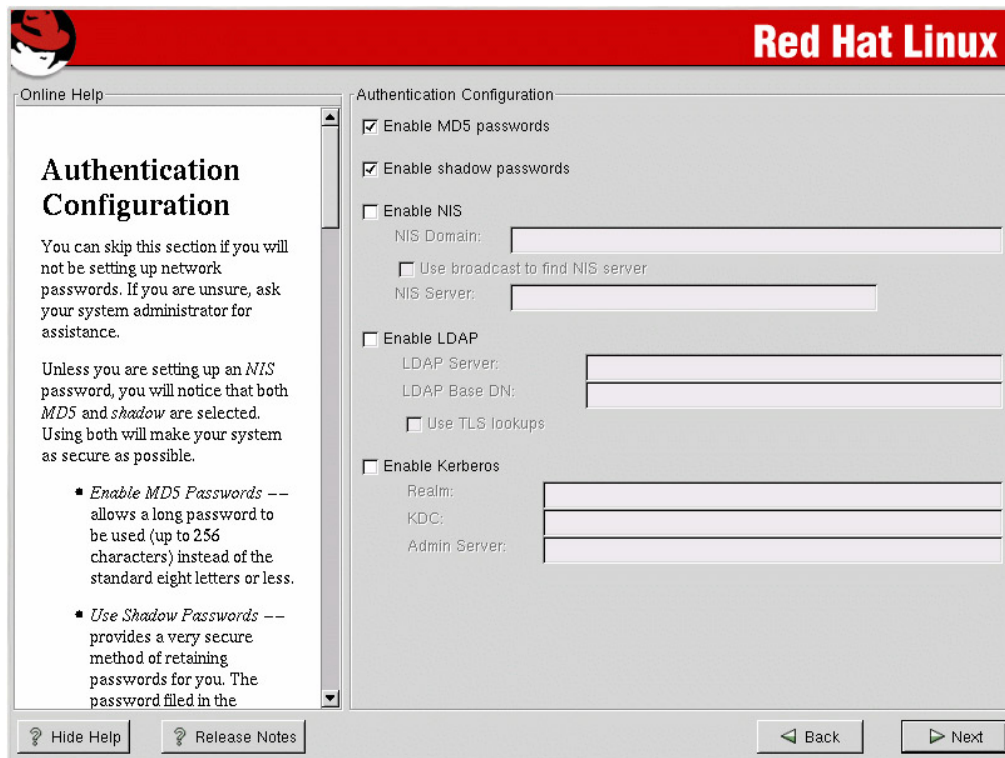 Red Hat Linux
Online Help
Authentication
Configuration
You can skip this section if you will
not be setting up network
passwords. If you are unsure, ask
your system administrator for
assistance.
Unless you are setting up an NIS
password, you will notice that both
MD5 and shadow are selected.
Using both will make your system
as secure as possible.
Enable MD5 Passwords --
allows a long password to
be used (up to 256
characters) instead of the
standard eight letters or less.
Use Shadow Passwords --
provides a very secure
method of retaining
passwords for you. The
password filed in the
Authentication Configuration
Enable MD5 passwords
Enable shadow passwords
Enable NIS
NIS Domain:
Use broadcast to find NIS server
NIS Server:
Enable LDAP
LDAP Server:
LDAP Base DN:
Use TLS lookups
Enable Kerberos
Realm:
KDC:
Admin Server:
? Hide Help
? Release Notes
Back
Next